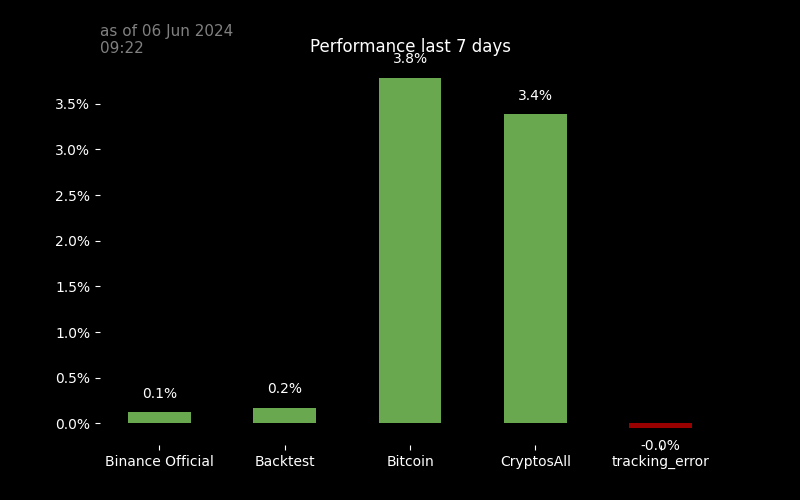 as of 06 Jun 2024
09:22
Performance last 7 days
3.8%
3.4%
3.5%
3.0%
2.5%
2.0%
1.5%
1.0%
0.5%
0.0%
0.1%
0.2%
-0.0%
Binance Official
Backtest
Bitcoin
CryptosAll
tracking_error